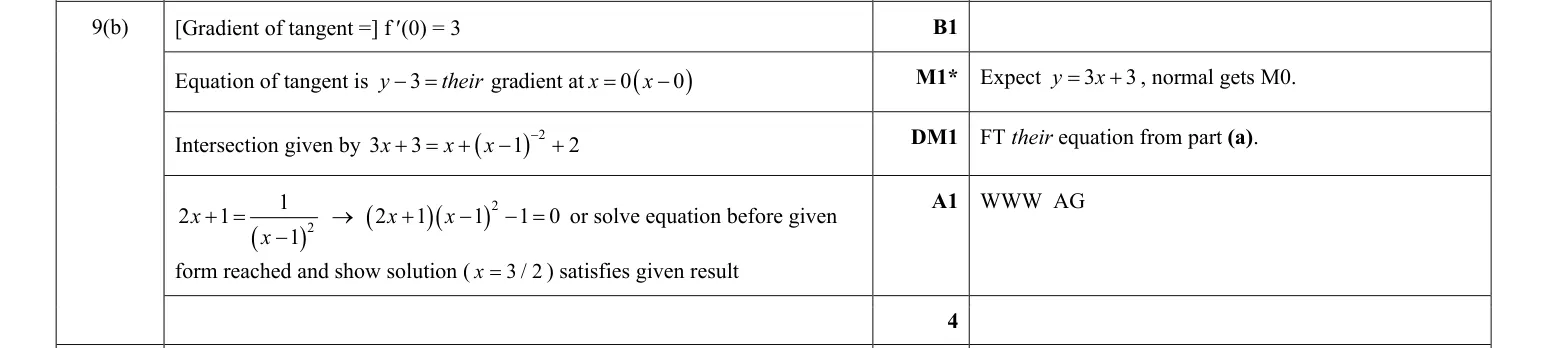 9(b) [Gradient of tangent =] f ′(0) = 3 B1
Equation of tangent is y − 3 = their gradient at x = 0(x − 0) M1* Expect y = 3x + 3 , normal gets M0.
Intersection given by 3x + 3 = x + (x − 1)⁻² + 2 DM1 FT their equation from part (a).
2x + 1 = 1/(x − 1)² → (2x + 1)(x − 1)² − 1 = 0 or solve equation before given A1 WWW AG
form reached and show solution ( x = 3 / 2 ) satisfies given result
4